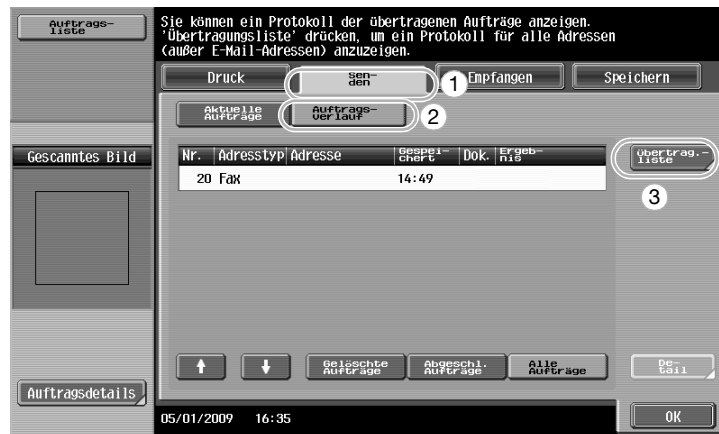 Auftrags-
liste
Sie können ein Protokoll der übertragenen Aufträge anzeigen.
'Übertragungsliste' drücken, um ein Protokoll für alle Adressen
(außer E-Mail-Adressen) anzuzeigen.
Druck
Sen-
den
1
Empfangen
Speichern
Aktuelle
Aufträge
Auftrags-
verlauf
2
Gescanntes Bild
Nr. Adresstyp Adresse Gespei-
chert Dok. Ergeb-
nis
Übertrag.-
liste
20 Fax 14:49
3
Gelöschte
Aufträge
Abgeschl.
Aufträge
Alle
Aufträge
De-
tail
Auftragsdetails
05/01/2009 16:35
OK